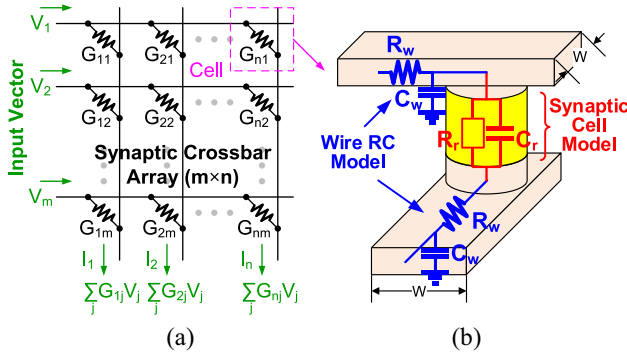 V1
G11 G21 Gn1
Cell
V2
G12 G22 Gn2
Input Vector
Synaptic Crossbar
Array (m×n)
Vm
G1m G2m Gnm
I1 I2 In
∑j G1jVj ∑j G2jVj ∑j GnjVj
(a)
Rw
W
Cw
Wire RC
Model
Rr Cr
Synaptic
Cell
Model
Rw
Cw
W
(b)